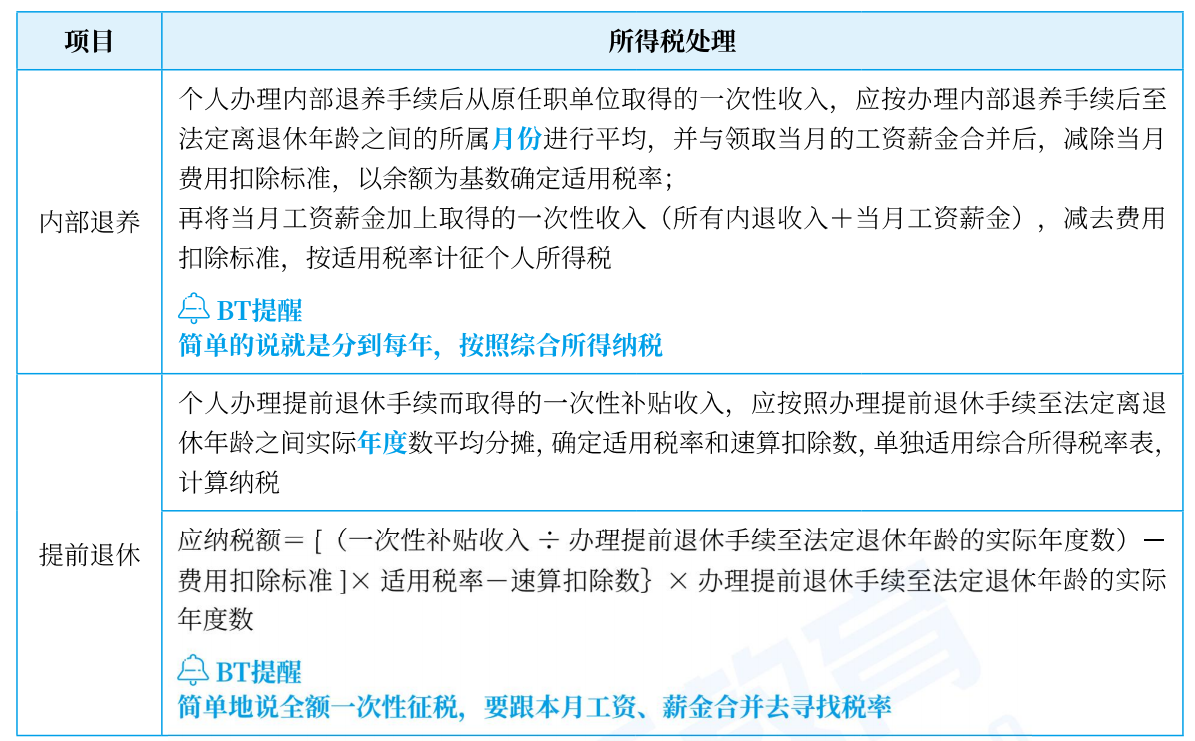 项目
所得税处理
内部退养
个人办理内部退养手续后从原任职单位取得的一次性收入，应按办理内部退养手续后至
法定离退休年龄之间的所属月份进行平均，并与领取当月的工资薪金合并后，减除当月
费用扣除标准，以余额为基数确定适用税率；
再将当月工资薪金加上取得的一次性收入（所有内退收入＋当月工资薪金），减去费用
扣除标准，按适用税率计征个人所得税
BT提醒
简单的说就是分到每年，按照综合所得纳税
提前退休
个人办理提前退休手续而取得的一次性补贴收入，应按照办理提前退休手续至法定离退
休年龄之间实际年度数平均分摊，确定适用税率和速算扣除数，单独适用综合所得税率表，
计算纳税
应纳税额＝［（一次性补贴收入 ÷ 办理提前退休手续至法定退休年龄的实际年度数）－
费用扣除标准 ]× 适用税率－速算扣除数｝× 办理提前退休手续至法定退休年龄的实际
年度数
BT提醒
简单地说全额一次性征税，要跟本月工资、薪金合并去寻找税率
教育